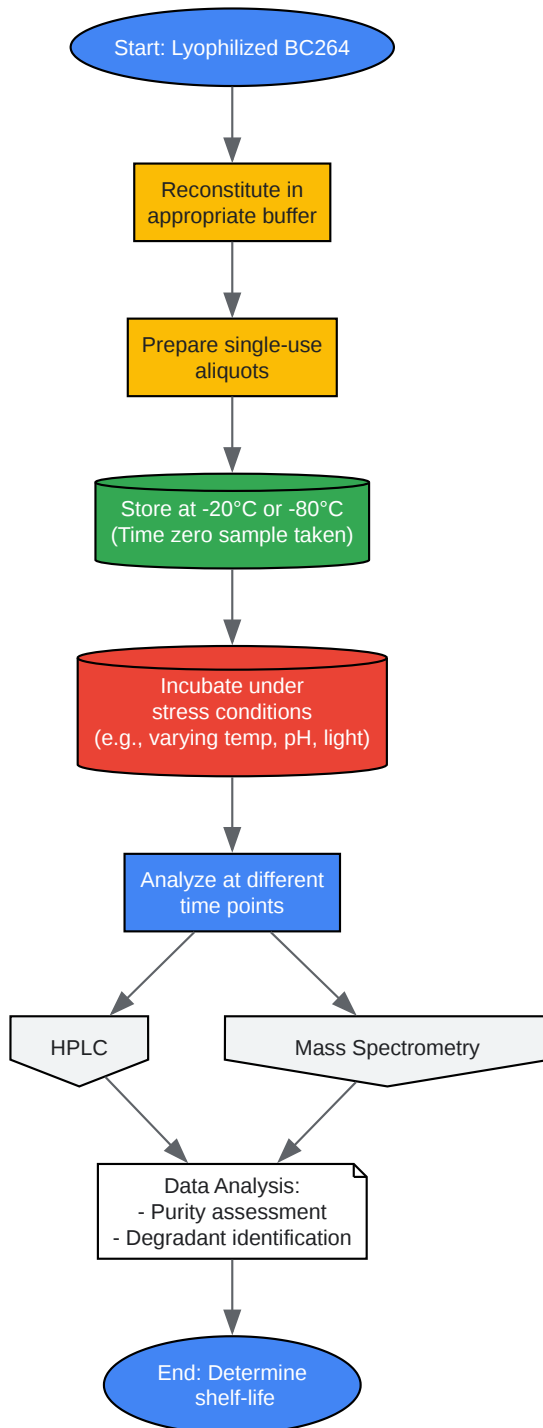 Start: Lyophilized BC264
Reconstitute in
appropriate buffer
Prepare single-use
aliquots
Store at -20°C or -80°C
(Time zero sample taken)
Incubate under
stress conditions
(e.g., varying temp, pH, light)
Analyze at different
time points
HPLC
Mass Spectrometry
Data Analysis:
- Purity assessment
- Degradant identification
End: Determine
shelf-life